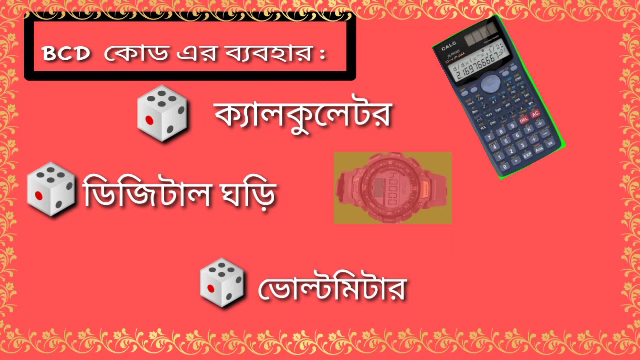 BCD কোড এর ব্যবহার :
ক্যালকুলেটর
ডিজিটাল ঘড়ি
ভোল্টমিটার